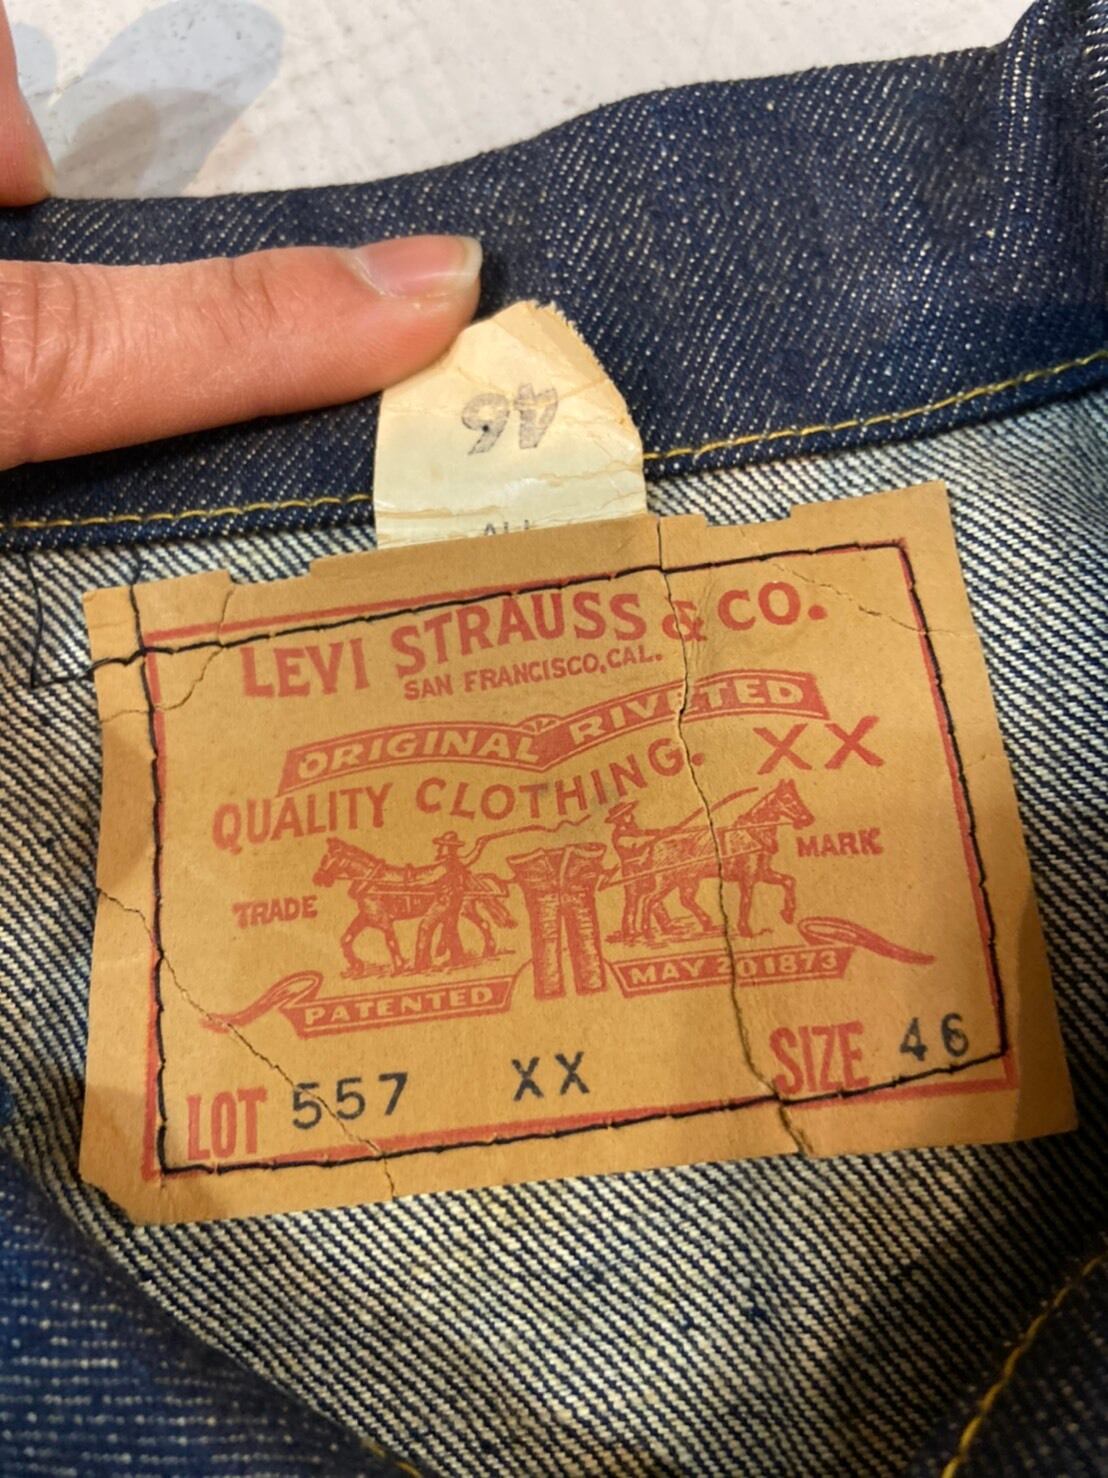 46
LEVI STRAUSS & CO.
SAN FRANCISCO, CAL.
ORIGINAL RIVETED
QUALITY CLOTHING. XX
TRADE MARK
PATENTED MAY 20 1873
LOT 557 XX SIZE 46